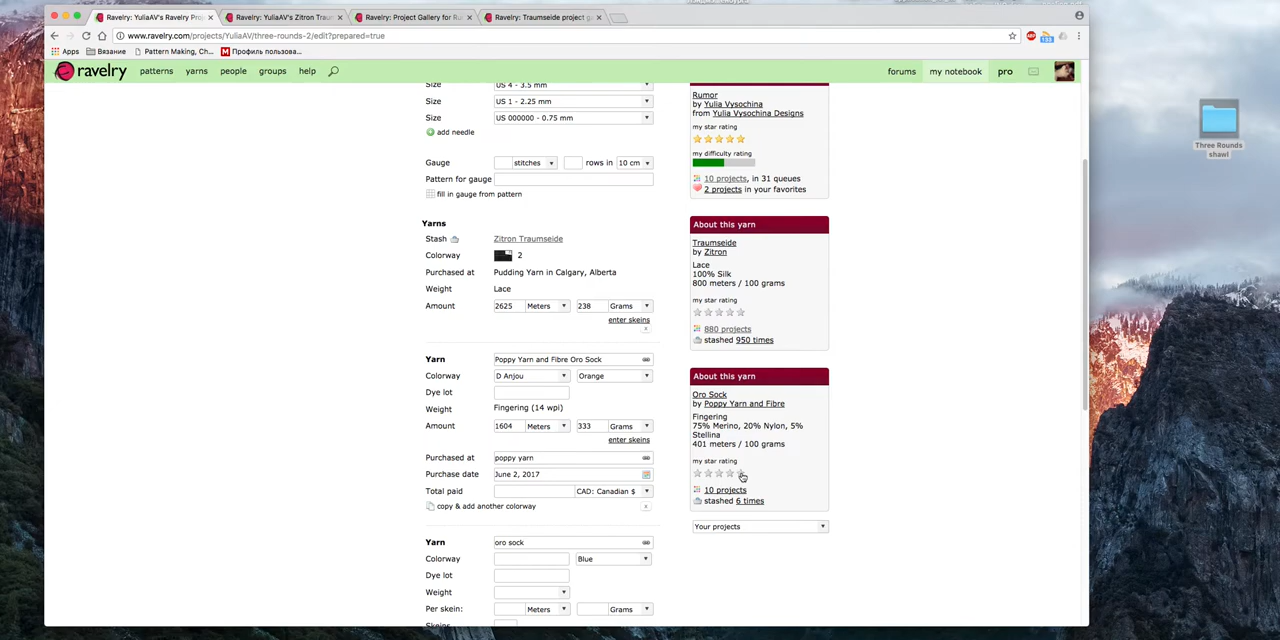 Ravelry: YuliaAV's Ravelry Proj
Ravelry: YuliaAV's Zitron Traum
Ravelry: Project Gallery for Ru
Ravelry: Traumseide project ga
www.ravelry.com/projects/YuliaAV/three-rounds-2/edit?prepared=true
Apps
Вязание
Pattern Making, Ch...
Профиль пользова...
ravelry
patterns
yarns
people
groups
help
forums
my notebook
pro
Size
US 4 - 3.5 mm
Size
US 1 - 2.25 mm
Size
US 000000 - 0.75 mm
add needle
Gauge
stitches
rows in
10 cm
Pattern for gauge
fill in gauge from pattern
Yarns
Stash
Zitron Traumseide
Colorway
2
Purchased at
Pudding Yarn in Calgary, Alberta
Weight
Lace
Amount
2625
Meters
238
Grams
enter skeins
x
Yarn
Poppy Yarn and Fibre Oro Sock
Colorway
D Anjou
Orange
Dye lot
Weight
Fingering (14 wpi)
Amount
1604
Meters
333
Grams
enter skeins
Purchased at
poppy yarn
Purchase date
June 2, 2017
Total paid
CAD: Canadian $
copy & add another colorway
x
Yarn
oro sock
Colorway
Blue
Dye lot
Weight
Per skein:
Meters
Grams
Skeins
Rumor
by Yulia Vysochina
from Yulia Vysochina Designs
my star rating
my difficulty rating
10 projects, in 31 queues
2 projects in your favorites
About this yarn
Traumseide
by Zitron
Lace
100% Silk
800 meters / 100 grams
my star rating
880 projects
stashed 950 times
About this yarn
Oro Sock
by Poppy Yarn and Fibre
Fingering
75% Merino, 20% Nylon, 5%
Stellina
401 meters / 100 grams
my star rating
10 projects
stashed 6 times
Your projects
Three Rounds
shawl